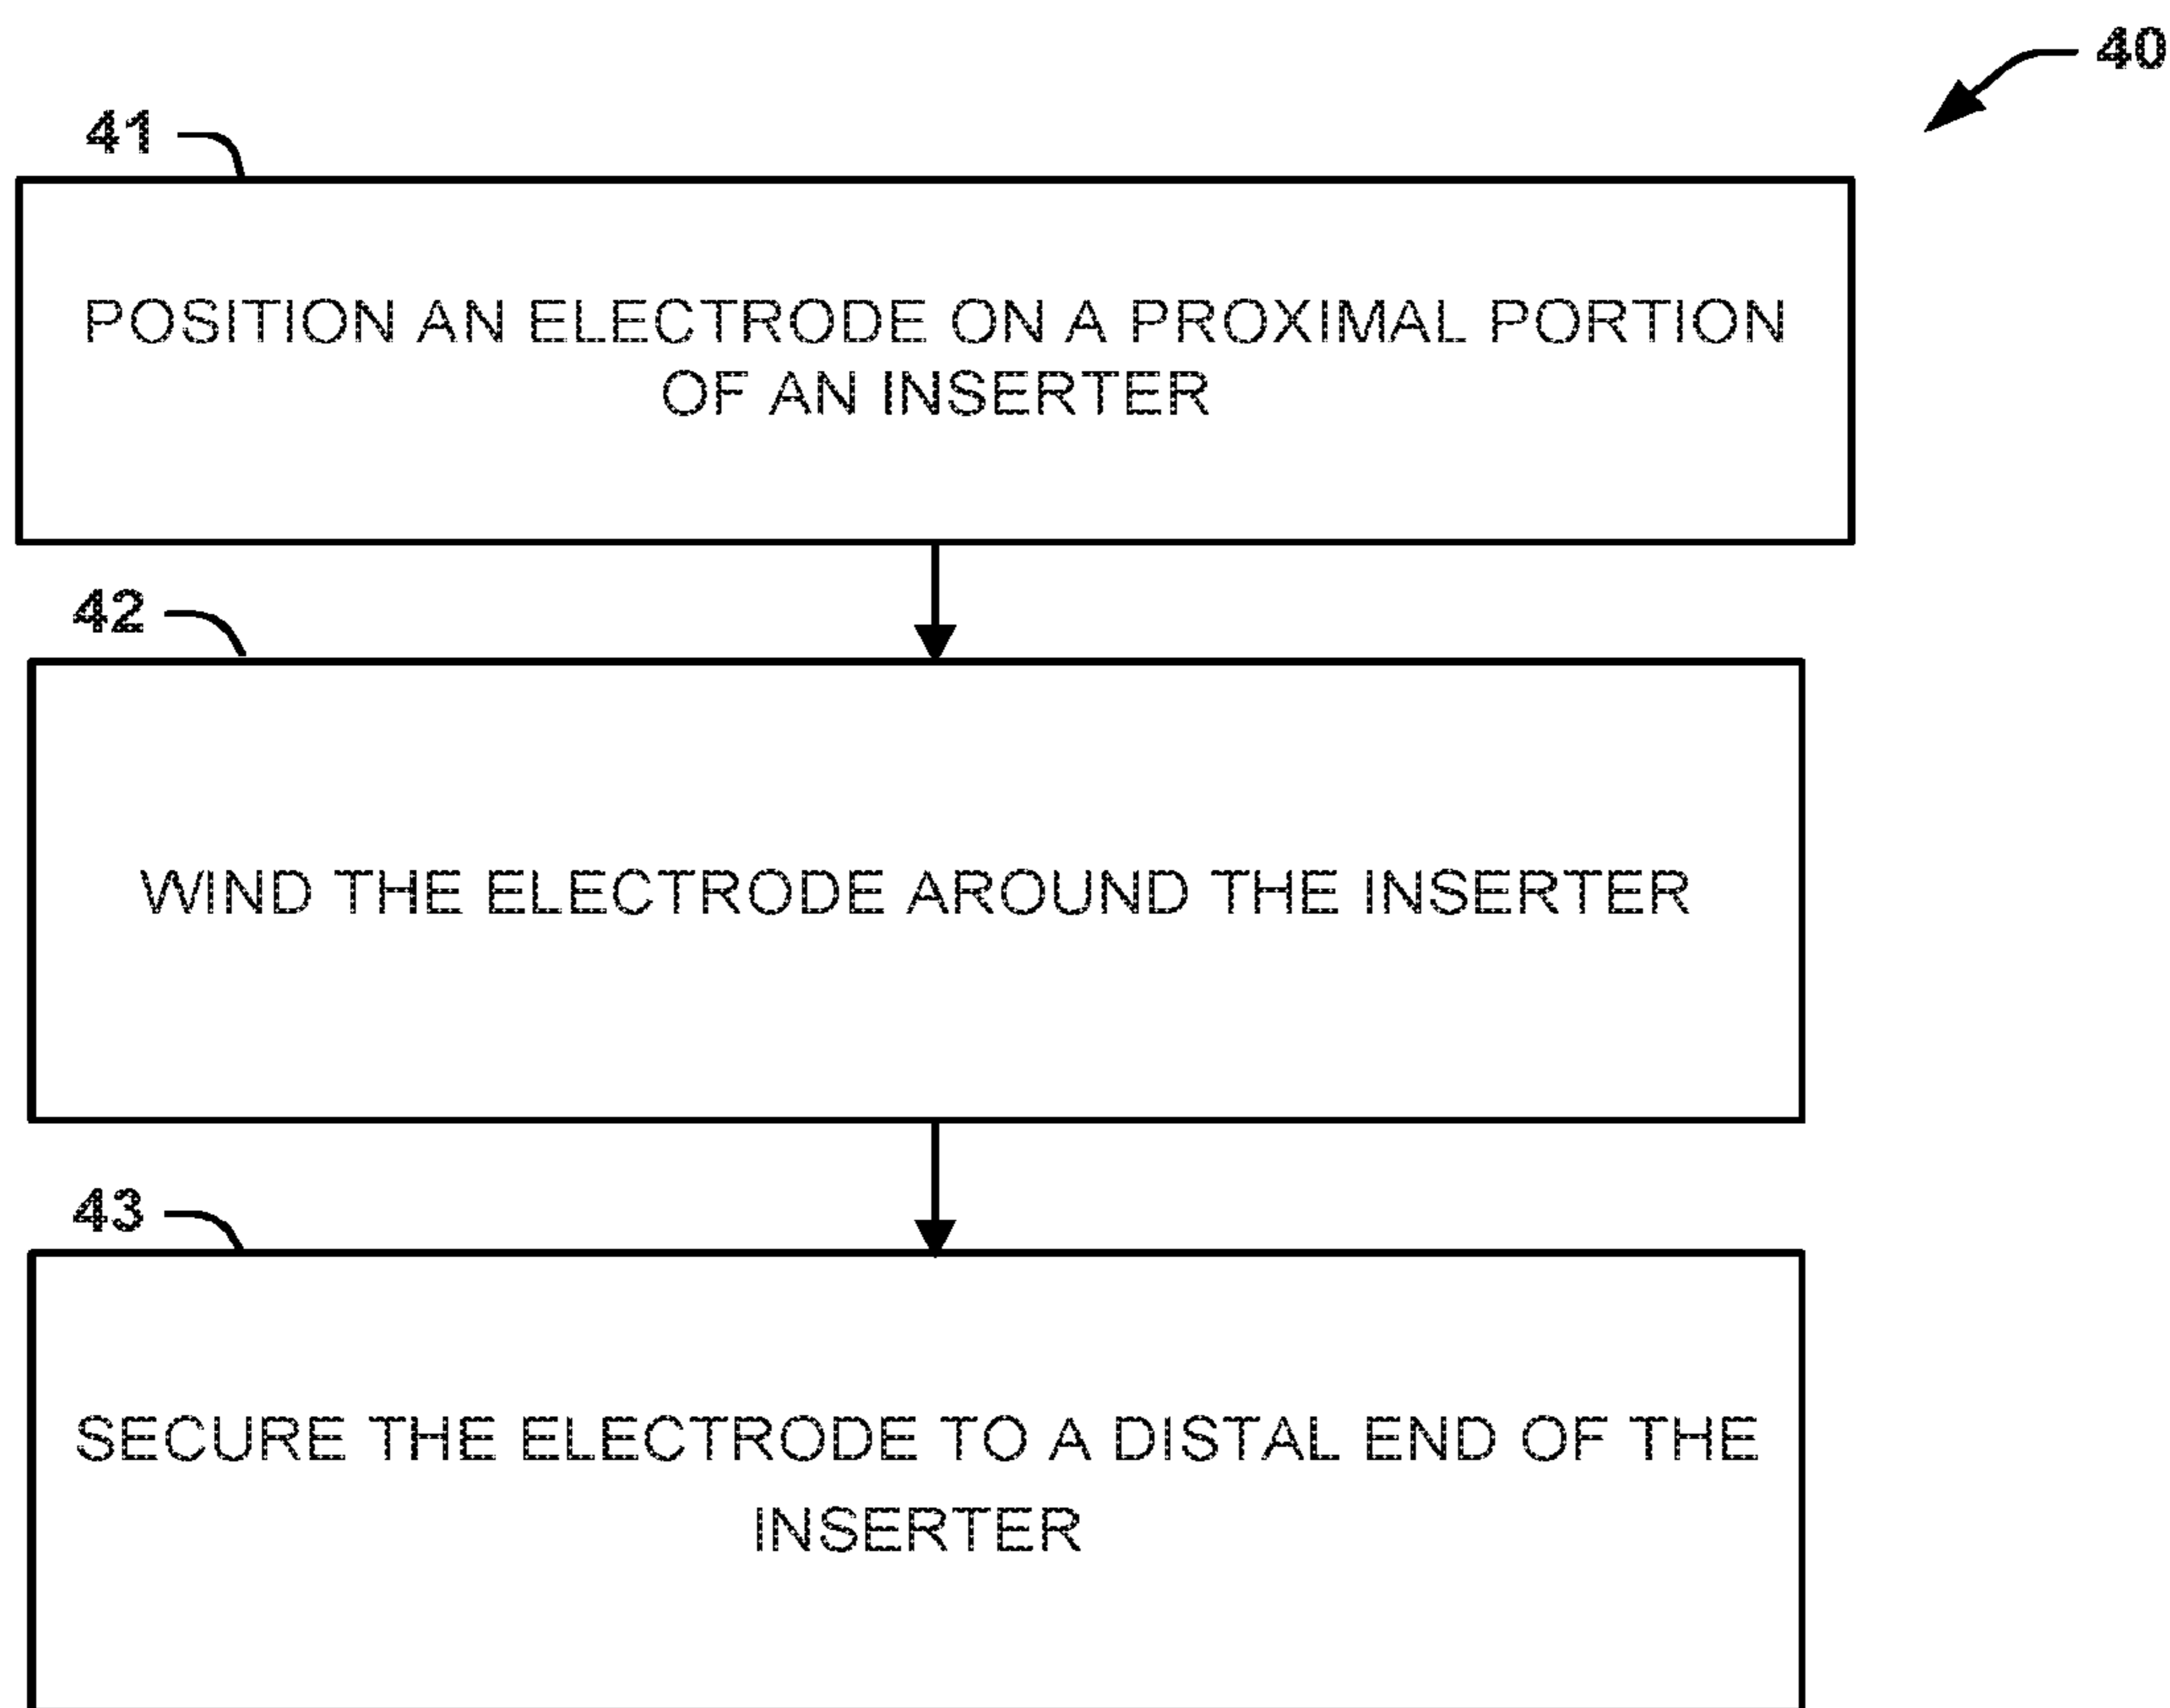 40
41
POSITION AN ELECTRODE ON A PROXIMAL PORTION
OF AN INSERTER
42
WIND THE ELECTRODE AROUND THE INSERTER
43
SECURE THE ELECTRODE TO A DISTAL END OF THE
INSERTER